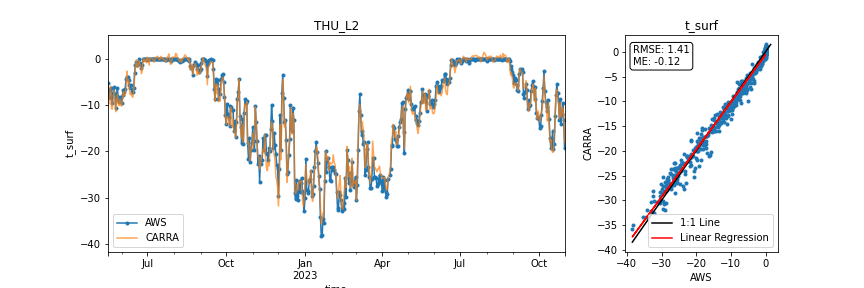 THU_L2
t_surf
0
−10
−20
−30
−40
t_surf
AWS
CARRA
Jul
Oct
Jan
2023
Apr
Jul
Oct
time
t_surf
RMSE: 1.41
ME: -0.12
0
−5
−10
−15
−20
−25
−30
−35
−40
CARRA
1:1 Line
Linear Regression
−40
−30
−20
−10
0
AWS